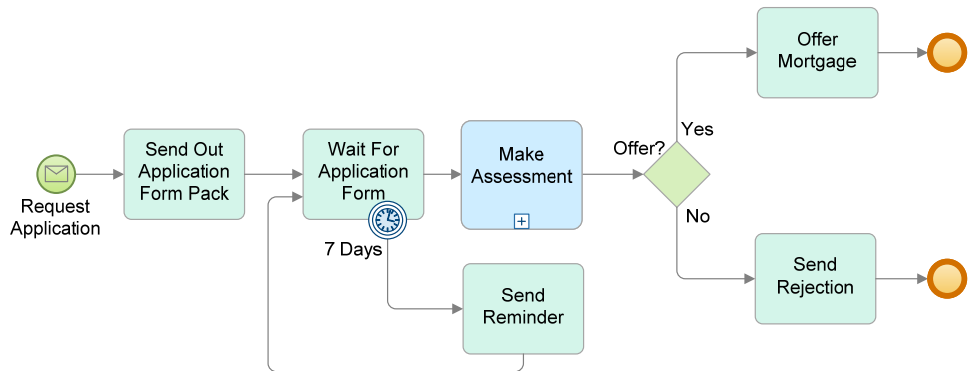 Request
Application
Send Out
Application
Form Pack
Wait For
Application
Form
7 Days
Send
Reminder
Make
Assessment
Offer?
Yes
Offer
Mortgage
No
Send
Rejection